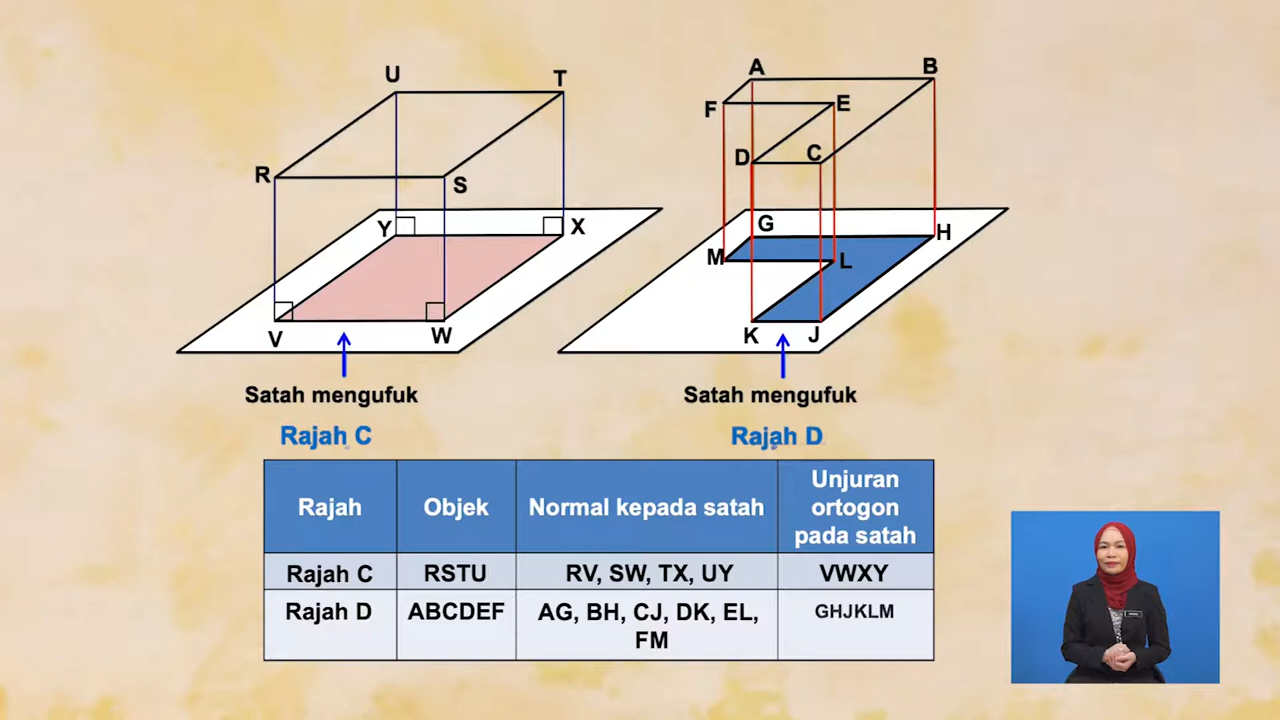 U
T
R
S
Y
X
V
W
Satah mengufuk
Rajah C
A
B
F
E
D
C
G
H
M
L
K
J
Satah mengufuk
Rajah D
Rajah
Objek
Normal kepada satah
Unjuran
ortogon
pada satah
Rajah C
RSTU
RV, SW, TX, UY
VWXY
Rajah D
ABCDEF
AG, BH, CJ, DK, EL,
FM
GHJKLM